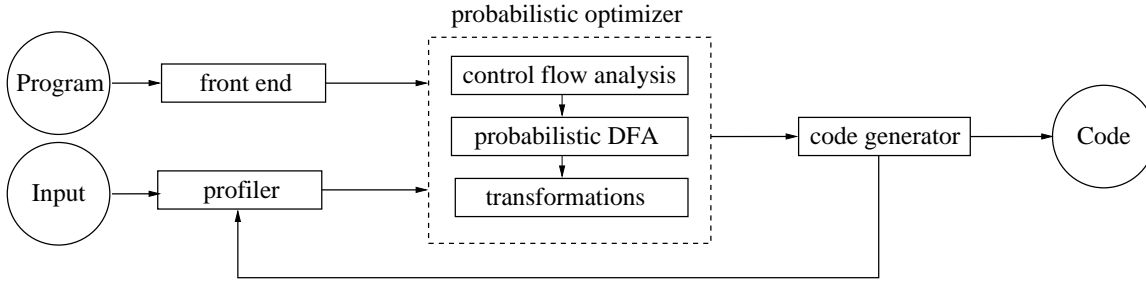 probabilistic optimizer
Program
front end
control flow analysis
probabilistic DFA
code generator
Code
Input
profiler
transformations